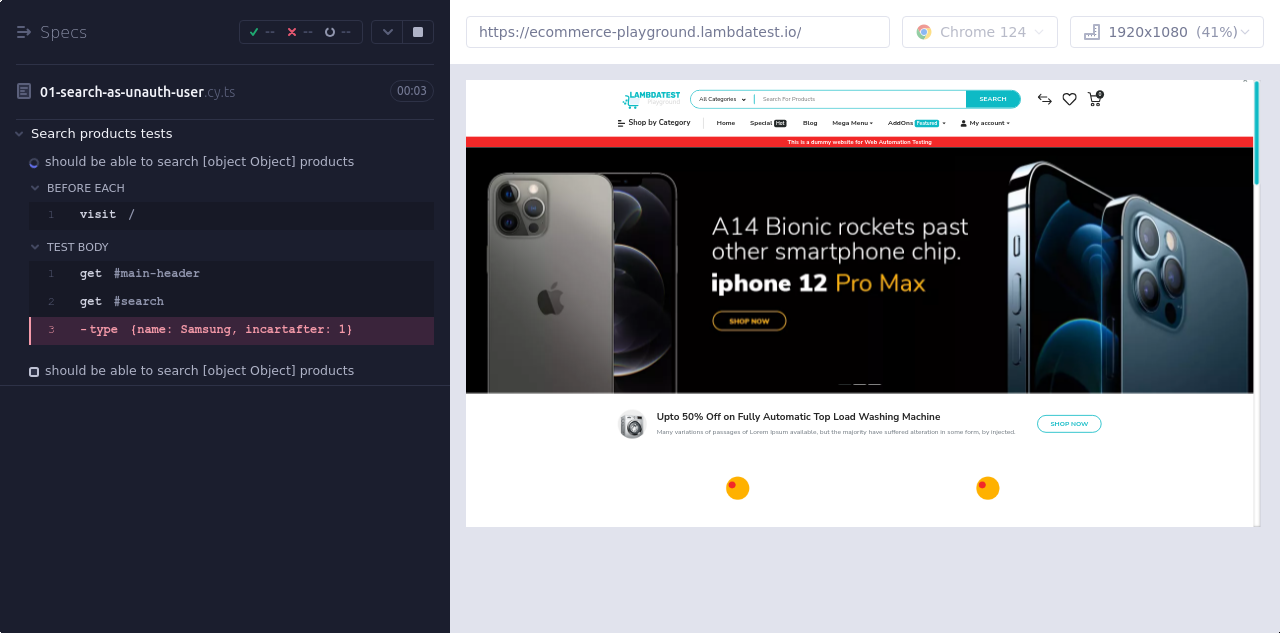 Specs
--
--
--
https://ecommerce-playground.lambdatest.io/
Chrome 124
1920x1080 (41%)
01-search-as-unauth-user.cy.ts
00:03
Search products tests
should be able to search [object Object] products
BEFORE EACH
1 visit /
TEST BODY
1 get #main-header
2 get #search
3 -type {name: Samsung, incartafter: 1}
should be able to search [object Object] products
LAMBDATEST
Playground
All Categories
Search For Products
SEARCH
0
Shop by Category
Home
Special Hot
Blog
Mega Menu
AddOns Featured
My account
This is a dummy website for Web Automation Testing
A14 Bionic rockets past
other smartphone chip.
iphone 12 Pro Max
SHOP NOW
Upto 50% Off on Fully Automatic Top Load Washing Machine
Many variations of passages of Lorem Ipsum available, but the majority have suffered alteration in some form, by injected.
SHOP NOW